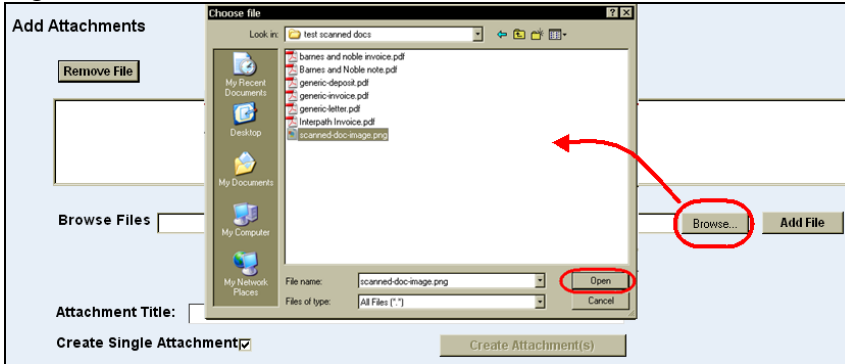 Choose file
Add Attachments
Look in: test scanned docs
Remove File
barnes and noble invoice.pdf
Barnes and Noble note.pdf
generic-deposit.pdf
generic-invoice.pdf
generic-letter.pdf
Interpath Invoice.pdf
scanned-doc-image.png
My Recent
Documents
Desktop
My Documents
My Computer
My Network
Places
Browse Files
Browse...
Add File
File name: scanned-doc-image.png
Open
Files of type: All Files (*.*)
Cancel
Attachment Title:
Create Single Attachment
Create Attachment(s)